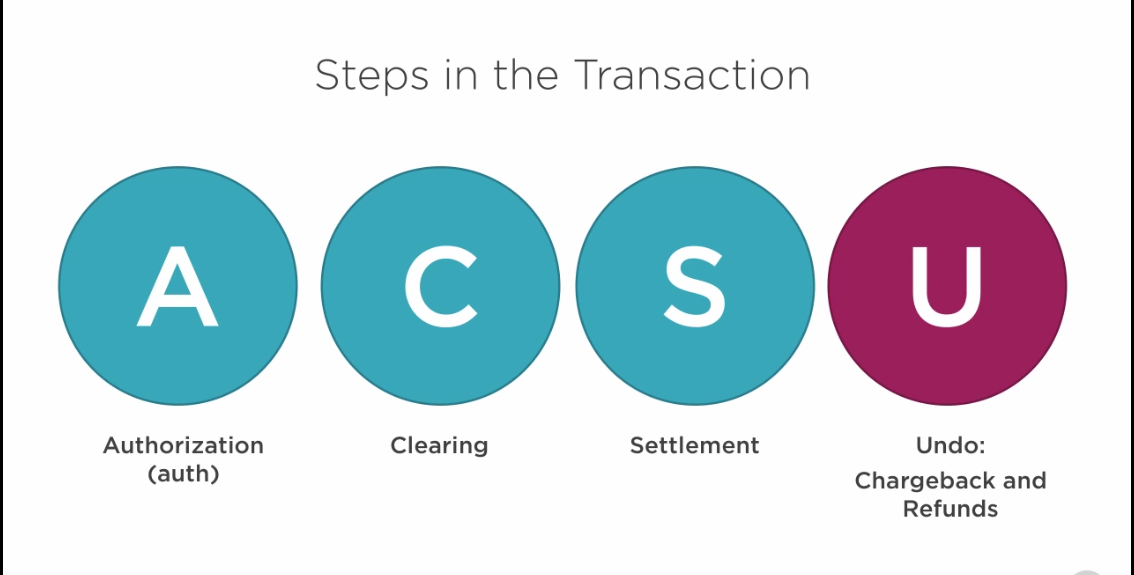 Steps in the Transaction
A
C
S
U
Authorization
(auth)
Clearing
Settlement
Undo:
Chargeback and
Refunds